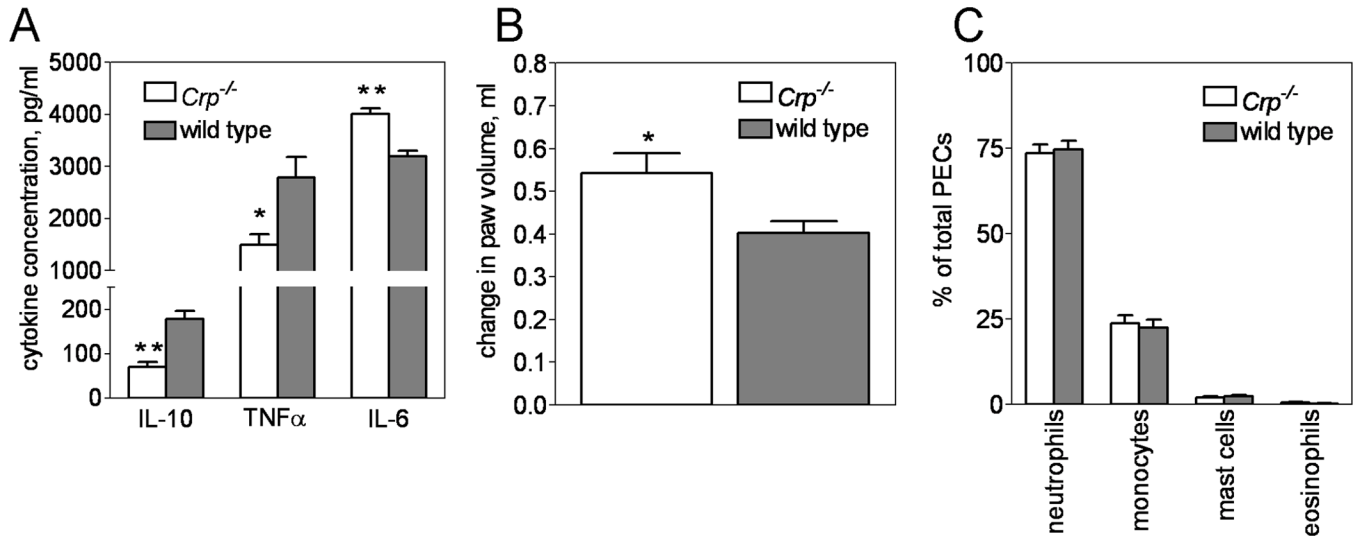 A
cytokine concentration, pg/ml
5000
4000
3000
2000
1000
200
100
0
Crp-/-
wild type
**
*
**
IL-10 TNFα IL-6
B
change in paw volume, ml
0.8
0.7
0.6
0.5
0.4
0.3
0.2
0.1
0.0
Crp-/-
wild type
*
C
% of total PECs
100
75
50
25
0
Crp-/-
wild type
neutrophils
monocytes
mast cells
eosinophils